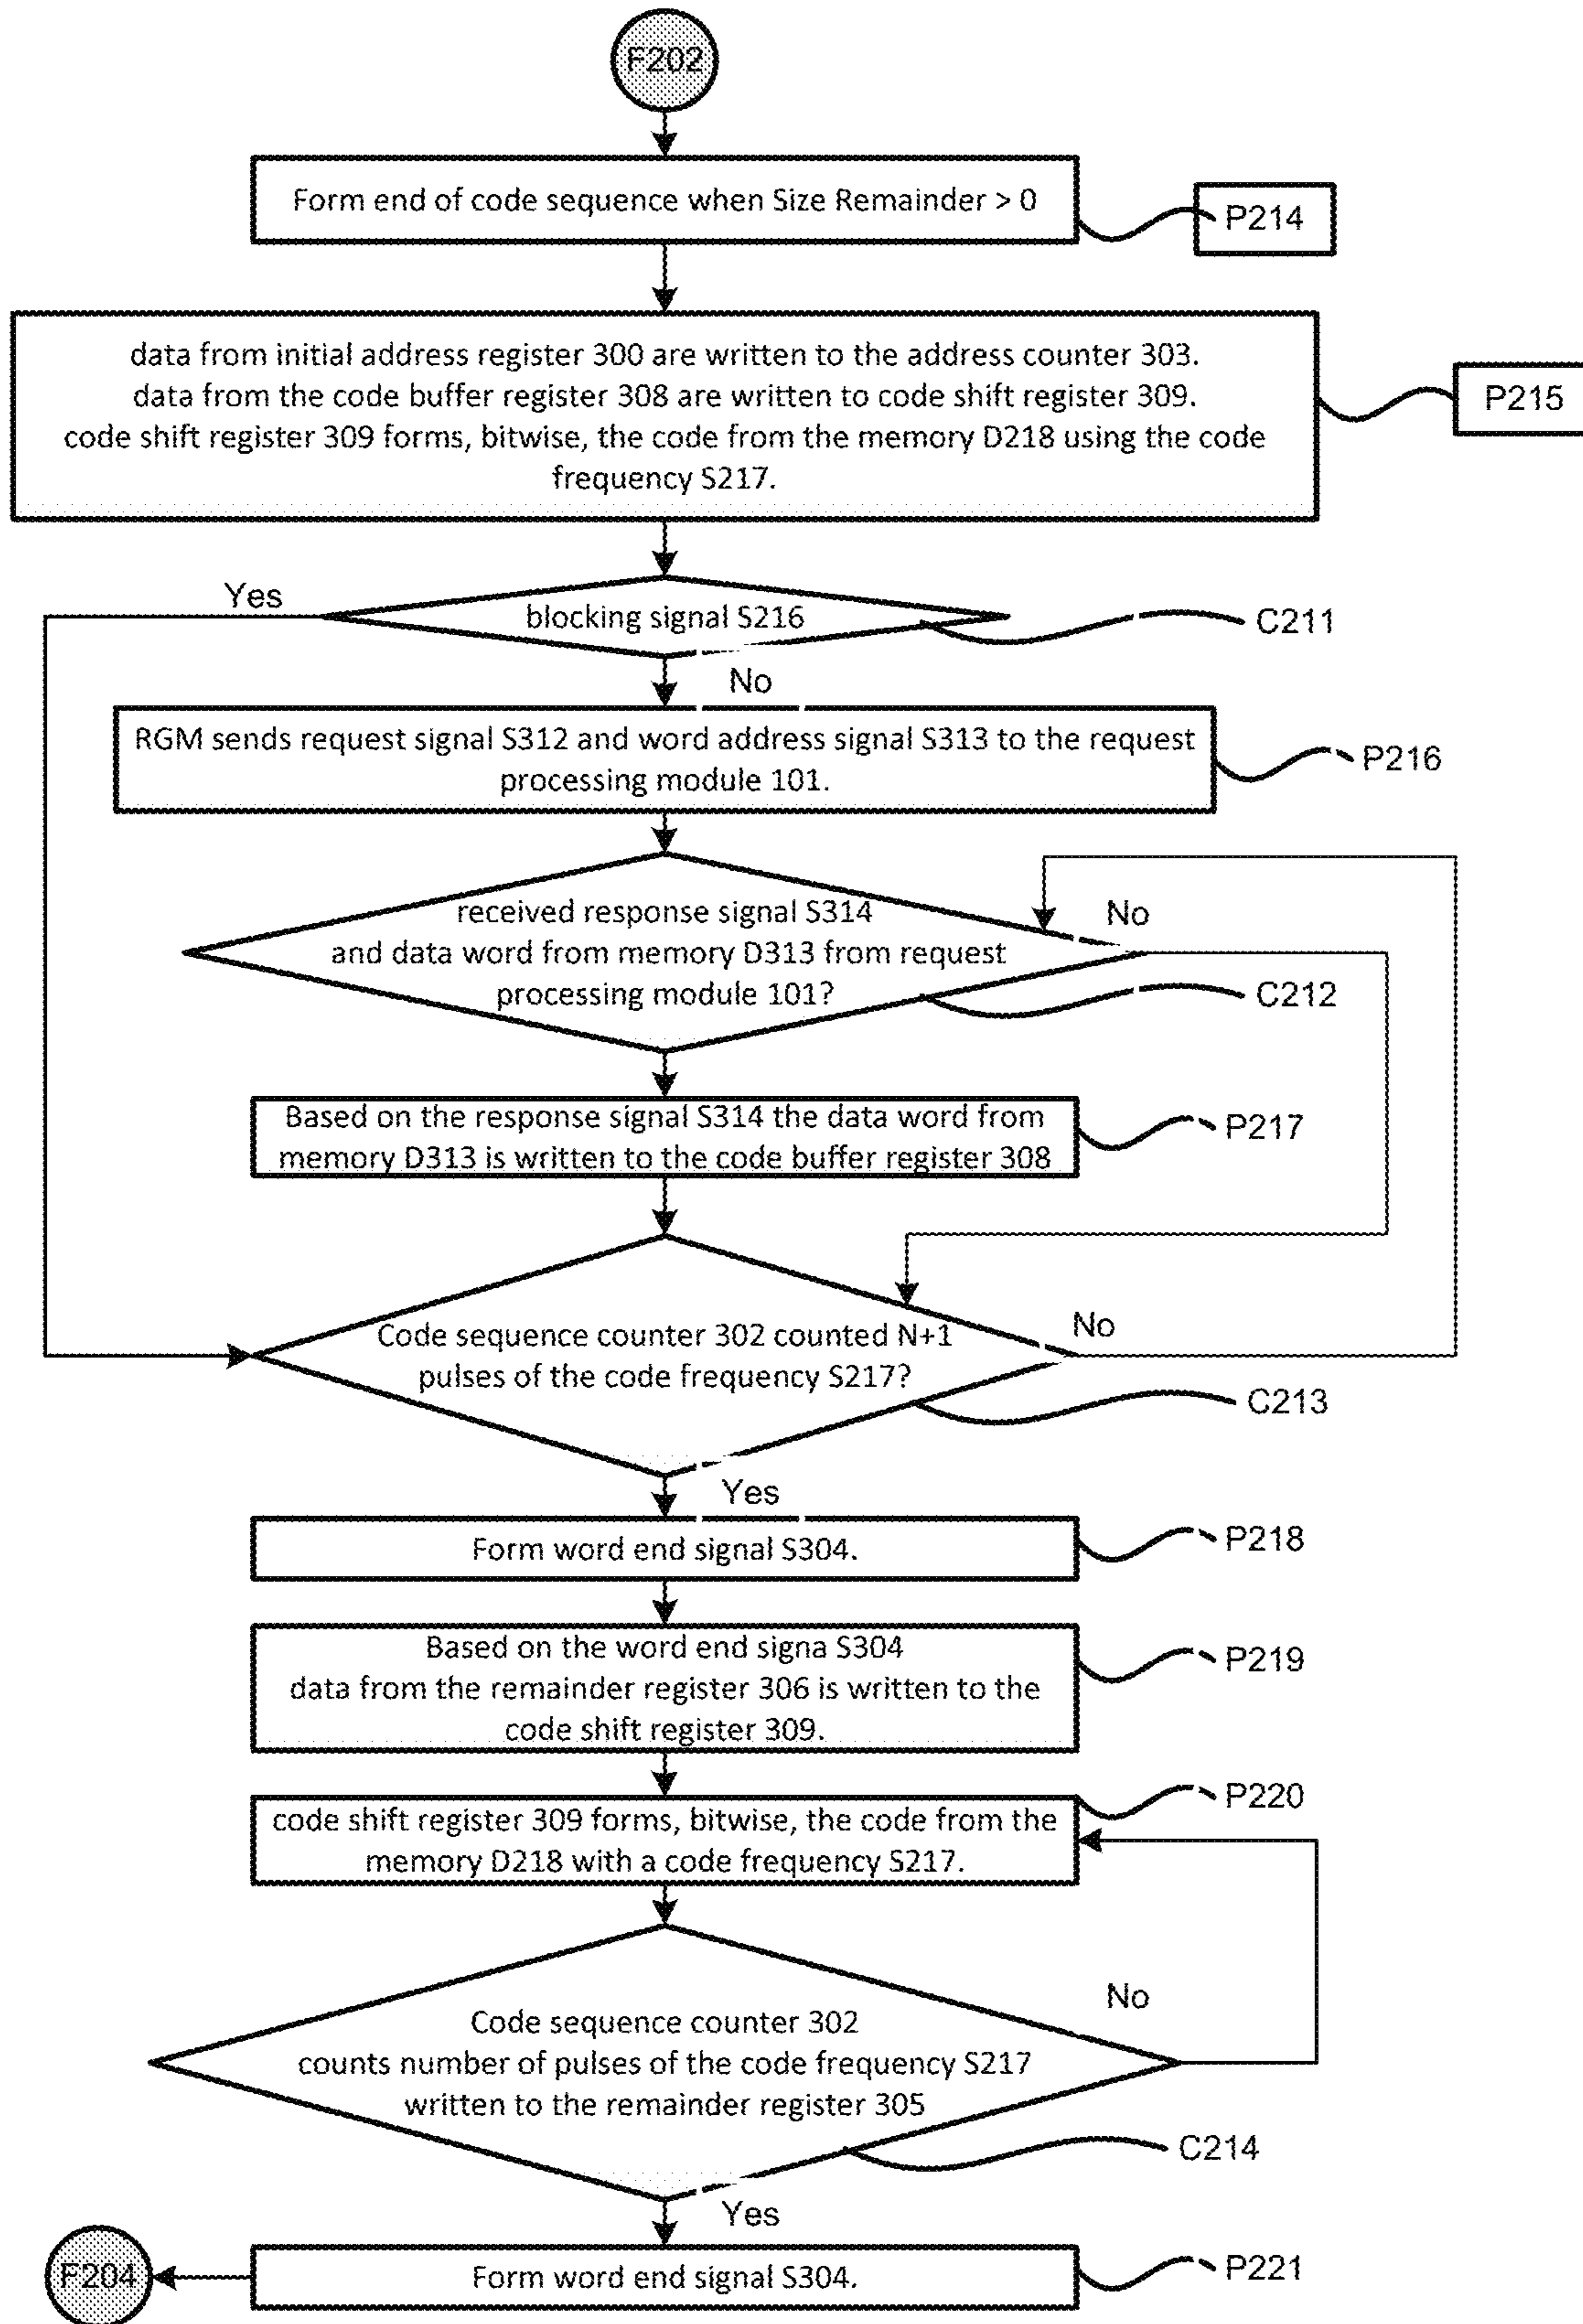 F202
Form end of code sequence when Size Remainder > 0
P214
data from initial address register 300 are written to the address counter 303.
data from the code buffer register 308 are written to code shift register 309.
code shift register 309 forms, bitwise, the code from the memory D218 using the code
frequency S217.
P215
Yes
blocking signal S216
C211
No
RGM sends request signal S312 and word address signal S313 to the request
processing module 101.
P216
received response signal S314
and data word from memory D313 from request
processing module 101?
No
C212
Based on the response signal S314 the data word from
memory D313 is written to the code buffer register 308
P217
Code sequence counter 302 counted N+1
pulses of the code frequency S217?
No
C213
Yes
Form word end signal S304.
P218
Based on the word end signa S304
data from the remainder register 306 is written to the
code shift register 309.
P219
code shift register 309 forms, bitwise, the code from the
memory D218 with a code frequency S217.
P220
No
Code sequence counter 302
counts number of pulses of the code frequency S217
written to the remainder register 305
C214
Yes
F204
Form word end signal S304.
P221